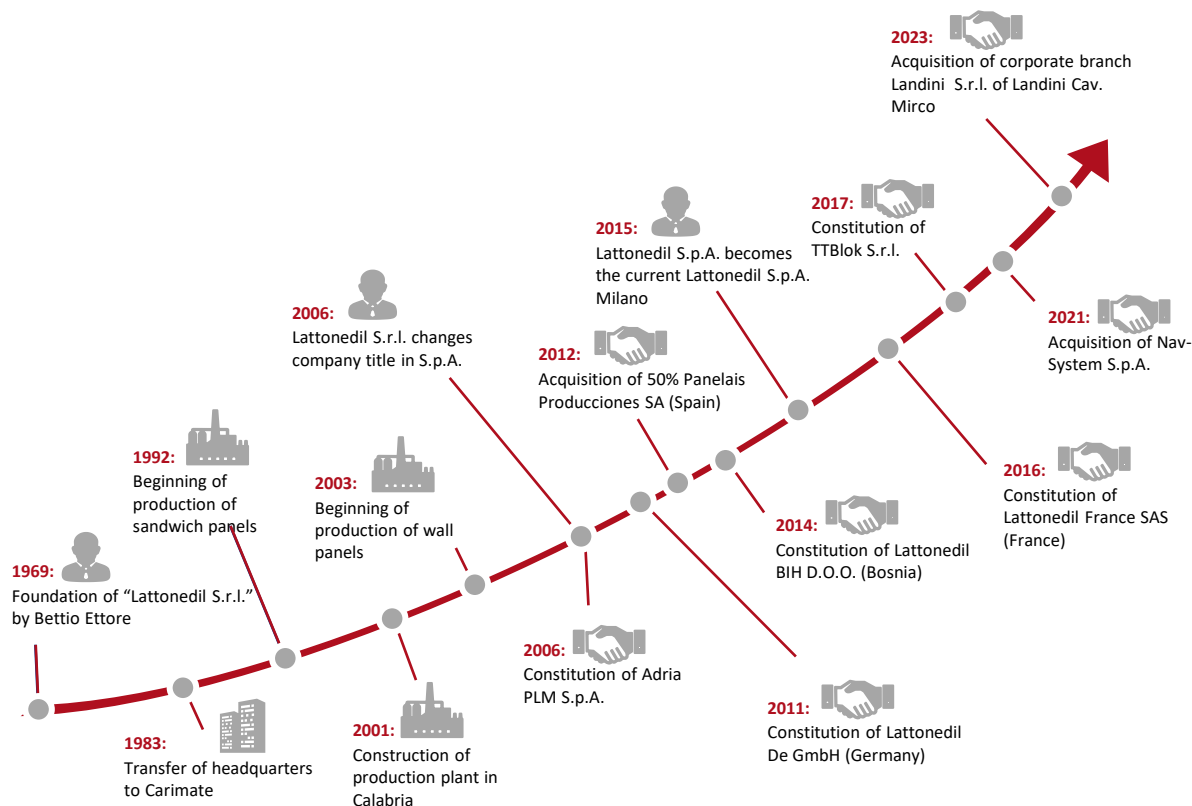 1969:
Foundation of “Lattonedil S.r.l.”
by Bettio Ettore
1983:
Transfer of headquarters
to Carimate
1992:
Beginning of
production of
sandwich panels
2001:
Construction of
production plant in
Calabria
2003:
Beginning of
production of wall
panels
2006:
Lattonedil S.r.l. changes
company title in S.p.A.
2006:
Constitution of Adria
PLM S.p.A.
2011:
Constitution of Lattonedil
De GmbH (Germany)
2012:
Acquisition of 50% Panelais
Producciones SA (Spain)
2014:
Constitution of Lattonedil
BIH D.O.O. (Bosnia)
2015:
Lattonedil S.p.A. becomes
the current Lattonedil S.p.A.
Milano
2016:
Constitution of
Lattonedil France SAS
(France)
2017:
Constitution of
TTBlok S.r.l.
2021:
Acquisition of Nav-
System S.p.A.
2023:
Acquisition of corporate branch
Landini S.r.l. of Landini Cav.
Mirco